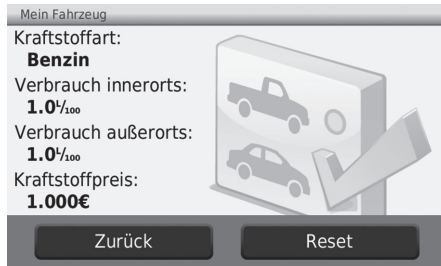 Mein Fahrzeug
Kraftstoffart:
Benzin
Verbrauch innerorts:
1.0L/100
Verbrauch außerorts:
1.0L/100
Kraftstoffpreis:
1.000€
Zurück Reset